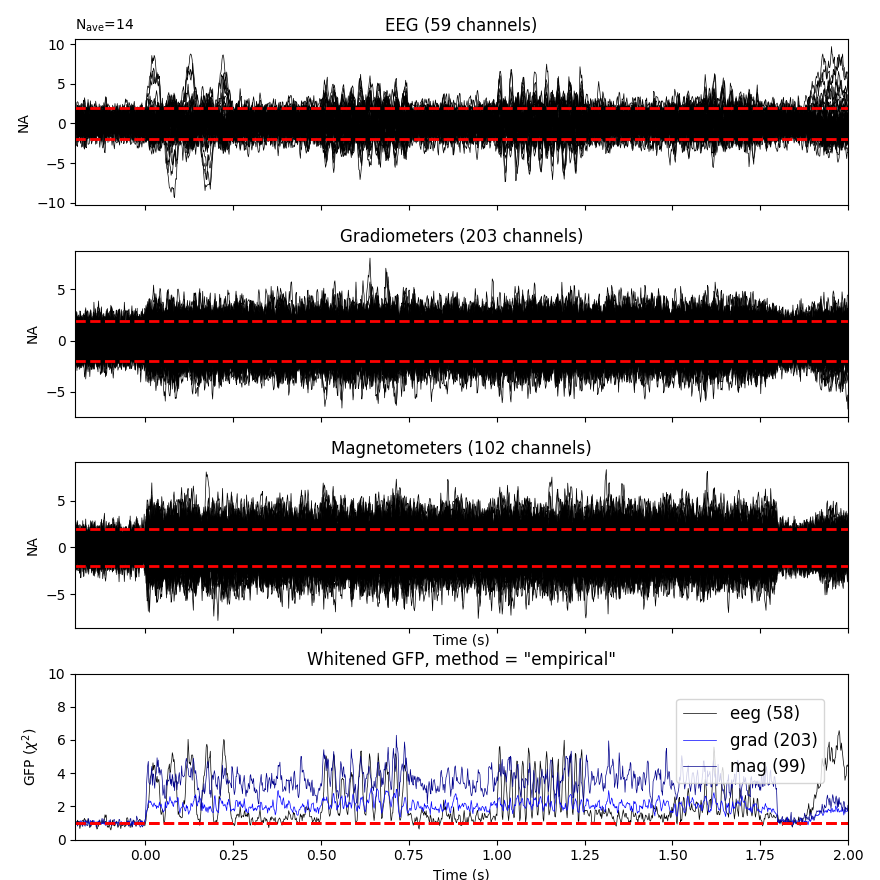 N_ave=14
EEG (59 channels)
10
5
0
−5
−10
NA
Gradiometers (203 channels)
5
0
−5
NA
Magnetometers (102 channels)
5
0
−5
NA
Time (s)
Whitened GFP, method = "empirical"
10
8
6
4
2
0
GFP (χ²)
eeg (58)
grad (203)
mag (99)
0.00 0.25 0.50 0.75 1.00 1.25 1.50 1.75 2.00
Time (s)